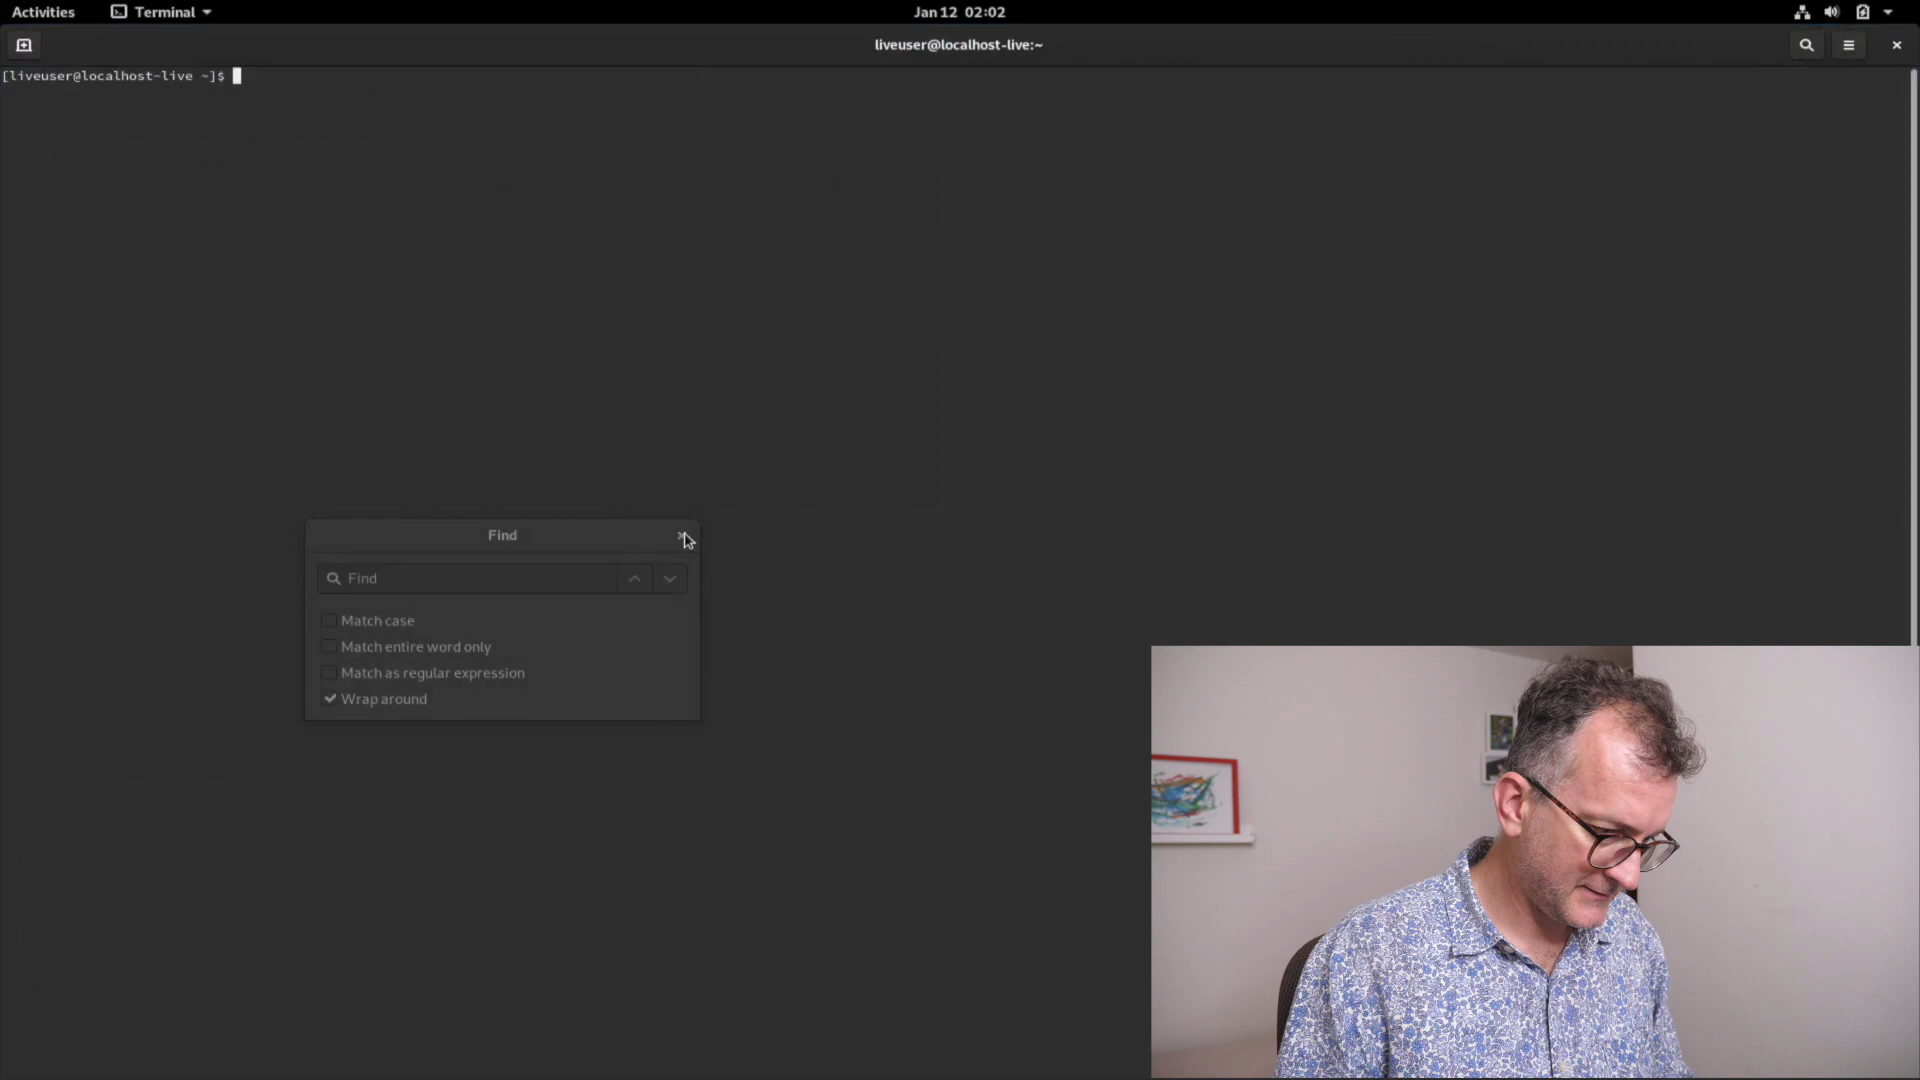 Activities
Terminal
Jan 12 02:02
liveuser@localhost-live:~
[liveuser@localhost-live ~]$
Find
Find
Match case
Match entire word only
Match as regular expression
Wrap around